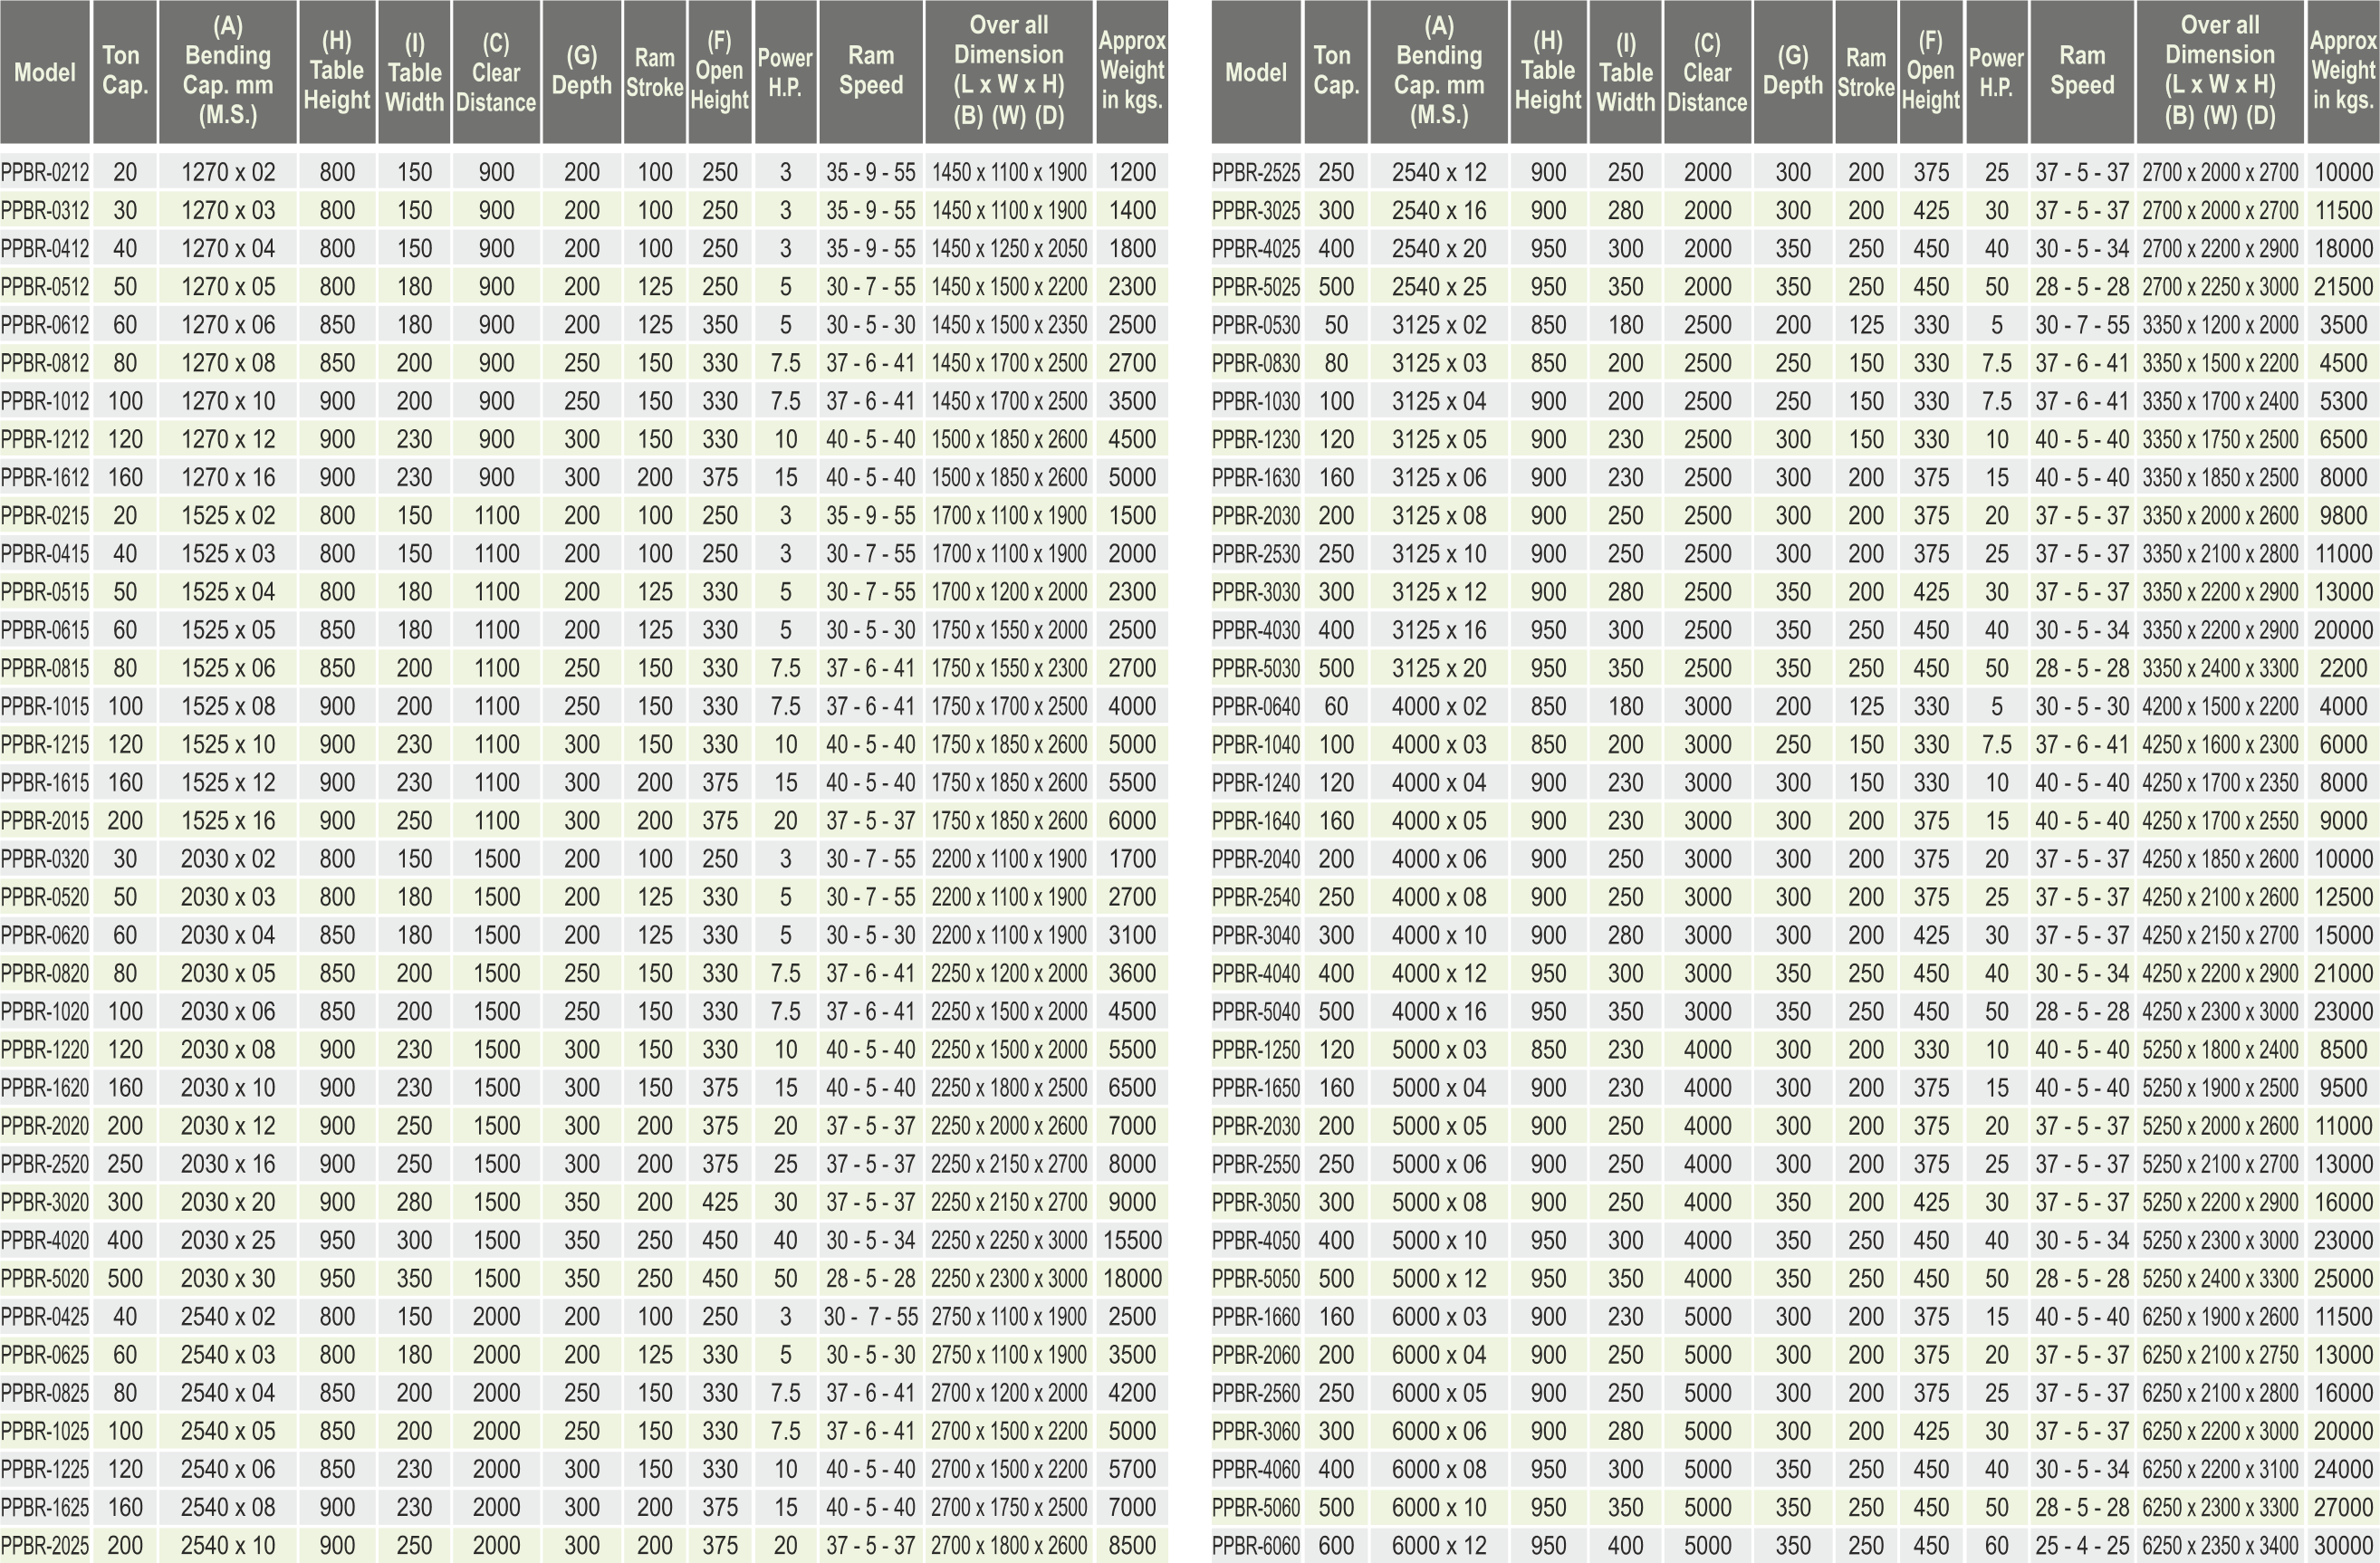 Model Ton Cap. (A) Bending Cap. mm (M.S.) (H) Table Height (I) Table Width (C) Clear Distance (G) Depth Ram Stroke (F) Open Height Power H.P. Ram Speed Over all Dimension (L x W x H) (B) (W) (D) Approx Weight in kgs.
PPBR-0212 20 1270 x 02 800 150 900 200 100 250 3 35 - 9 - 55 1450 x 1100 x 1900 1200
PPBR-0312 30 1270 x 03 800 150 900 200 100 250 3 35 - 9 - 55 1450 x 1100 x 1900 1400
PPBR-0412 40 1270 x 04 800 150 900 200 100 250 3 35 - 9 - 55 1450 x 1250 x 2050 1800
PPBR-0512 50 1270 x 05 800 180 900 200 125 250 5 30 - 7 - 55 1450 x 1500 x 2200 2300
PPBR-0612 60 1270 x 06 850 180 900 200 125 350 5 30 - 5 - 30 1450 x 1500 x 2350 2500
PPBR-0812 80 1270 x 08 850 200 900 250 150 330 7.5 37 - 6 - 41 1450 x 1700 x 2500 2700
PPBR-1012 100 1270 x 10 900 200 900 250 150 330 7.5 37 - 6 - 41 1450 x 1700 x 2500 3500
PPBR-1212 120 1270 x 12 900 230 900 300 150 330 10 40 - 5 - 40 1500 x 1850 x 2600 4500
PPBR-1612 160 1270 x 16 900 230 900 300 200 375 15 40 - 5 - 40 1500 x 1850 x 2600 5000
PPBR-0215 20 1525 x 02 800 150 1100 200 100 250 3 35 - 9 - 55 1700 x 1100 x 1900 1500
PPBR-0415 40 1525 x 03 800 150 1100 200 100 250 3 30 - 7 - 55 1700 x 1100 x 1900 2000
PPBR-0515 50 1525 x 04 800 180 1100 200 125 330 5 30 - 7 - 55 1700 x 1200 x 2000 2300
PPBR-0615 60 1525 x 05 850 180 1100 200 125 330 5 30 - 5 - 30 1750 x 1550 x 2000 2500
PPBR-0815 80 1525 x 06 850 200 1100 250 150 330 7.5 37 - 6 - 41 1750 x 1550 x 2300 2700
PPBR-1015 100 1525 x 08 900 200 1100 250 150 330 7.5 37 - 6 - 41 1750 x 1700 x 2500 4000
PPBR-1215 120 1525 x 10 900 230 1100 300 150 330 10 40 - 5 - 40 1750 x 1850 x 2600 5000
PPBR-1615 160 1525 x 12 900 230 1100 300 200 375 15 40 - 5 - 40 1750 x 1850 x 2600 5500
PPBR-2015 200 1525 x 16 900 250 1100 300 200 375 20 37 - 5 - 37 1750 x 1850 x 2600 6000
PPBR-0320 30 2030 x 02 800 150 1500 200 100 250 3 30 - 7 - 55 2200 x 1100 x 1900 1700
PPBR-0520 50 2030 x 03 800 180 1500 200 125 330 5 30 - 7 - 55 2200 x 1100 x 1900 2700
PPBR-0620 60 2030 x 04 850 180 1500 200 125 330 5 30 - 5 - 30 2200 x 1100 x 1900 3100
PPBR-0820 80 2030 x 05 850 200 1500 250 150 330 7.5 37 - 6 - 41 2250 x 1200 x 2000 3600
PPBR-1020 100 2030 x 06 850 200 1500 250 150 330 7.5 37 - 6 - 41 2250 x 1500 x 2000 4500
PPBR-1220 120 2030 x 08 900 230 1500 300 150 330 10 40 - 5 - 40 2250 x 1500 x 2000 5500
PPBR-1620 160 2030 x 10 900 230 1500 300 150 375 15 40 - 5 - 40 2250 x 1800 x 2500 6500
PPBR-2020 200 2030 x 12 900 250 1500 300 200 375 20 37 - 5 - 37 2250 x 2000 x 2600 7000
PPBR-2520 250 2030 x 16 900 250 1500 300 200 375 25 37 - 5 - 37 2250 x 2150 x 2700 8000
PPBR-3020 300 2030 x 20 900 280 1500 350 200 425 30 37 - 5 - 37 2250 x 2150 x 2700 9000
PPBR-4020 400 2030 x 25 950 300 1500 350 250 450 40 30 - 5 - 34 2250 x 2250 x 3000 15500
PPBR-5020 500 2030 x 30 950 350 1500 350 250 450 50 28 - 5 - 28 2250 x 2300 x 3000 18000
PPBR-0425 40 2540 x 02 800 150 2000 200 100 250 3 30 - 7 - 55 2750 x 1100 x 1900 2500
PPBR-0625 60 2540 x 03 800 180 2000 200 125 330 5 30 - 5 - 30 2750 x 1100 x 1900 3500
PPBR-0825 80 2540 x 04 850 200 2000 250 150 330 7.5 37 - 6 - 41 2700 x 1200 x 2000 4200
PPBR-1025 100 2540 x 05 850 200 2000 250 150 330 7.5 37 - 6 - 41 2700 x 1500 x 2200 5000
PPBR-1225 120 2540 x 06 850 230 2000 300 150 330 10 40 - 5 - 40 2700 x 1500 x 2200 5700
PPBR-1625 160 2540 x 08 900 230 2000 300 200 375 15 40 - 5 - 40 2700 x 1750 x 2500 7000
PPBR-2025 200 2540 x 10 900 250 2000 300 200 375 20 37 - 5 - 37 2700 x 1800 x 2600 8500
Model Ton Cap. (A) Bending Cap. mm (M.S.) (H) Table Height (I) Table Width (C) Clear Distance (G) Depth Ram Stroke (F) Open Height Power H.P. Ram Speed Over all Dimension (L x W x H) (B) (W) (D) Approx Weight in kgs.
PPBR-2525 250 2540 x 12 900 250 2000 300 200 375 25 37 - 5 - 37 2700 x 2000 x 2700 10000
PPBR-3025 300 2540 x 16 900 280 2000 300 200 425 30 37 - 5 - 37 2700 x 2000 x 2700 11500
PPBR-4025 400 2540 x 20 950 300 2000 350 250 450 40 30 - 5 - 34 2700 x 2200 x 2900 18000
PPBR-5025 500 2540 x 25 950 350 2000 350 250 450 50 28 - 5 - 28 2700 x 2250 x 3000 21500
PPBR-0530 50 3125 x 02 850 180 2500 200 125 330 5 30 - 7 - 55 3350 x 1200 x 2000 3500
PPBR-0830 80 3125 x 03 850 200 2500 250 150 330 7.5 37 - 6 - 41 3350 x 1500 x 2200 4500
PPBR-1030 100 3125 x 04 900 200 2500 250 150 330 7.5 37 - 6 - 41 3350 x 1700 x 2400 5300
PPBR-1230 120 3125 x 05 900 230 2500 300 150 330 10 40 - 5 - 40 3350 x 1750 x 2500 6500
PPBR-1630 160 3125 x 06 900 230 2500 300 200 375 15 40 - 5 - 40 3350 x 1850 x 2500 8000
PPBR-2030 200 3125 x 08 900 250 2500 300 200 375 20 37 - 5 - 37 3350 x 2000 x 2600 9800
PPBR-2530 250 3125 x 10 900 250 2500 300 200 375 25 37 - 5 - 37 3350 x 2100 x 2800 11000
PPBR-3030 300 3125 x 12 900 280 2500 350 200 425 30 37 - 5 - 37 3350 x 2200 x 2900 13000
PPBR-4030 400 3125 x 16 950 300 2500 350 250 450 40 30 - 5 - 34 3350 x 2200 x 2900 20000
PPBR-5030 500 3125 x 20 950 350 2500 350 250 450 50 28 - 5 - 28 3350 x 2400 x 3300 2200
PPBR-0640 60 4000 x 02 850 180 3000 200 125 330 5 30 - 5 - 30 4200 x 1500 x 2200 4000
PPBR-1040 100 4000 x 03 850 200 3000 250 150 330 7.5 37 - 6 - 41 4250 x 1600 x 2300 6000
PPBR-1240 120 4000 x 04 900 230 3000 300 150 330 10 40 - 5 - 40 4250 x 1700 x 2350 8000
PPBR-1640 160 4000 x 05 900 230 3000 300 200 375 15 40 - 5 - 40 4250 x 1700 x 2550 9000
PPBR-2040 200 4000 x 06 900 250 3000 300 200 375 20 37 - 5 - 37 4250 x 1850 x 2600 10000
PPBR-2540 250 4000 x 08 900 250 3000 300 200 375 25 37 - 5 - 37 4250 x 2100 x 2600 12500
PPBR-3040 300 4000 x 10 900 280 3000 300 200 425 30 37 - 5 - 37 4250 x 2150 x 2700 15000
PPBR-4040 400 4000 x 12 950 300 3000 350 250 450 40 30 - 5 - 34 4250 x 2200 x 2900 21000
PPBR-5040 500 4000 x 16 950 350 3000 350 250 450 50 28 - 5 - 28 4250 x 2300 x 3000 23000
PPBR-1250 120 5000 x 03 850 230 4000 300 200 330 10 40 - 5 - 40 5250 x 1800 x 2400 8500
PPBR-1650 160 5000 x 04 900 230 4000 300 200 375 15 40 - 5 - 40 5250 x 1900 x 2500 9500
PPBR-2030 200 5000 x 05 900 250 4000 300 200 375 20 37 - 5 - 37 5250 x 2000 x 2600 11000
PPBR-2550 250 5000 x 06 900 250 4000 300 200 375 25 37 - 5 - 37 5250 x 2100 x 2700 13000
PPBR-3050 300 5000 x 08 900 250 4000 350 200 425 30 37 - 5 - 37 5250 x 2200 x 2900 16000
PPBR-4050 400 5000 x 10 950 300 4000 350 250 450 40 30 - 5 - 34 5250 x 2300 x 3000 23000
PPBR-5050 500 5000 x 12 950 350 4000 350 250 450 50 28 - 5 - 28 5250 x 2400 x 3300 25000
PPBR-1660 160 6000 x 03 900 230 5000 300 200 375 15 40 - 5 - 40 6250 x 1900 x 2600 11500
PPBR-2060 200 6000 x 04 900 250 5000 300 200 375 20 37 - 5 - 37 6250 x 2100 x 2750 13000
PPBR-2560 250 6000 x 05 900 250 5000 300 200 375 25 37 - 5 - 37 6250 x 2100 x 2800 16000
PPBR-3060 300 6000 x 06 900 280 5000 300 200 425 30 37 - 5 - 37 6250 x 2200 x 3000 20000
PPBR-4060 400 6000 x 08 950 300 5000 350 250 450 40 30 - 5 - 34 6250 x 2200 x 3100 24000
PPBR-5060 500 6000 x 10 950 350 5000 350 250 450 50 28 - 5 - 28 6250 x 2300 x 3300 27000
PPBR-6060 600 6000 x 12 950 400 5000 350 250 450 60 25 - 4 - 25 6250 x 2350 x 3400 30000